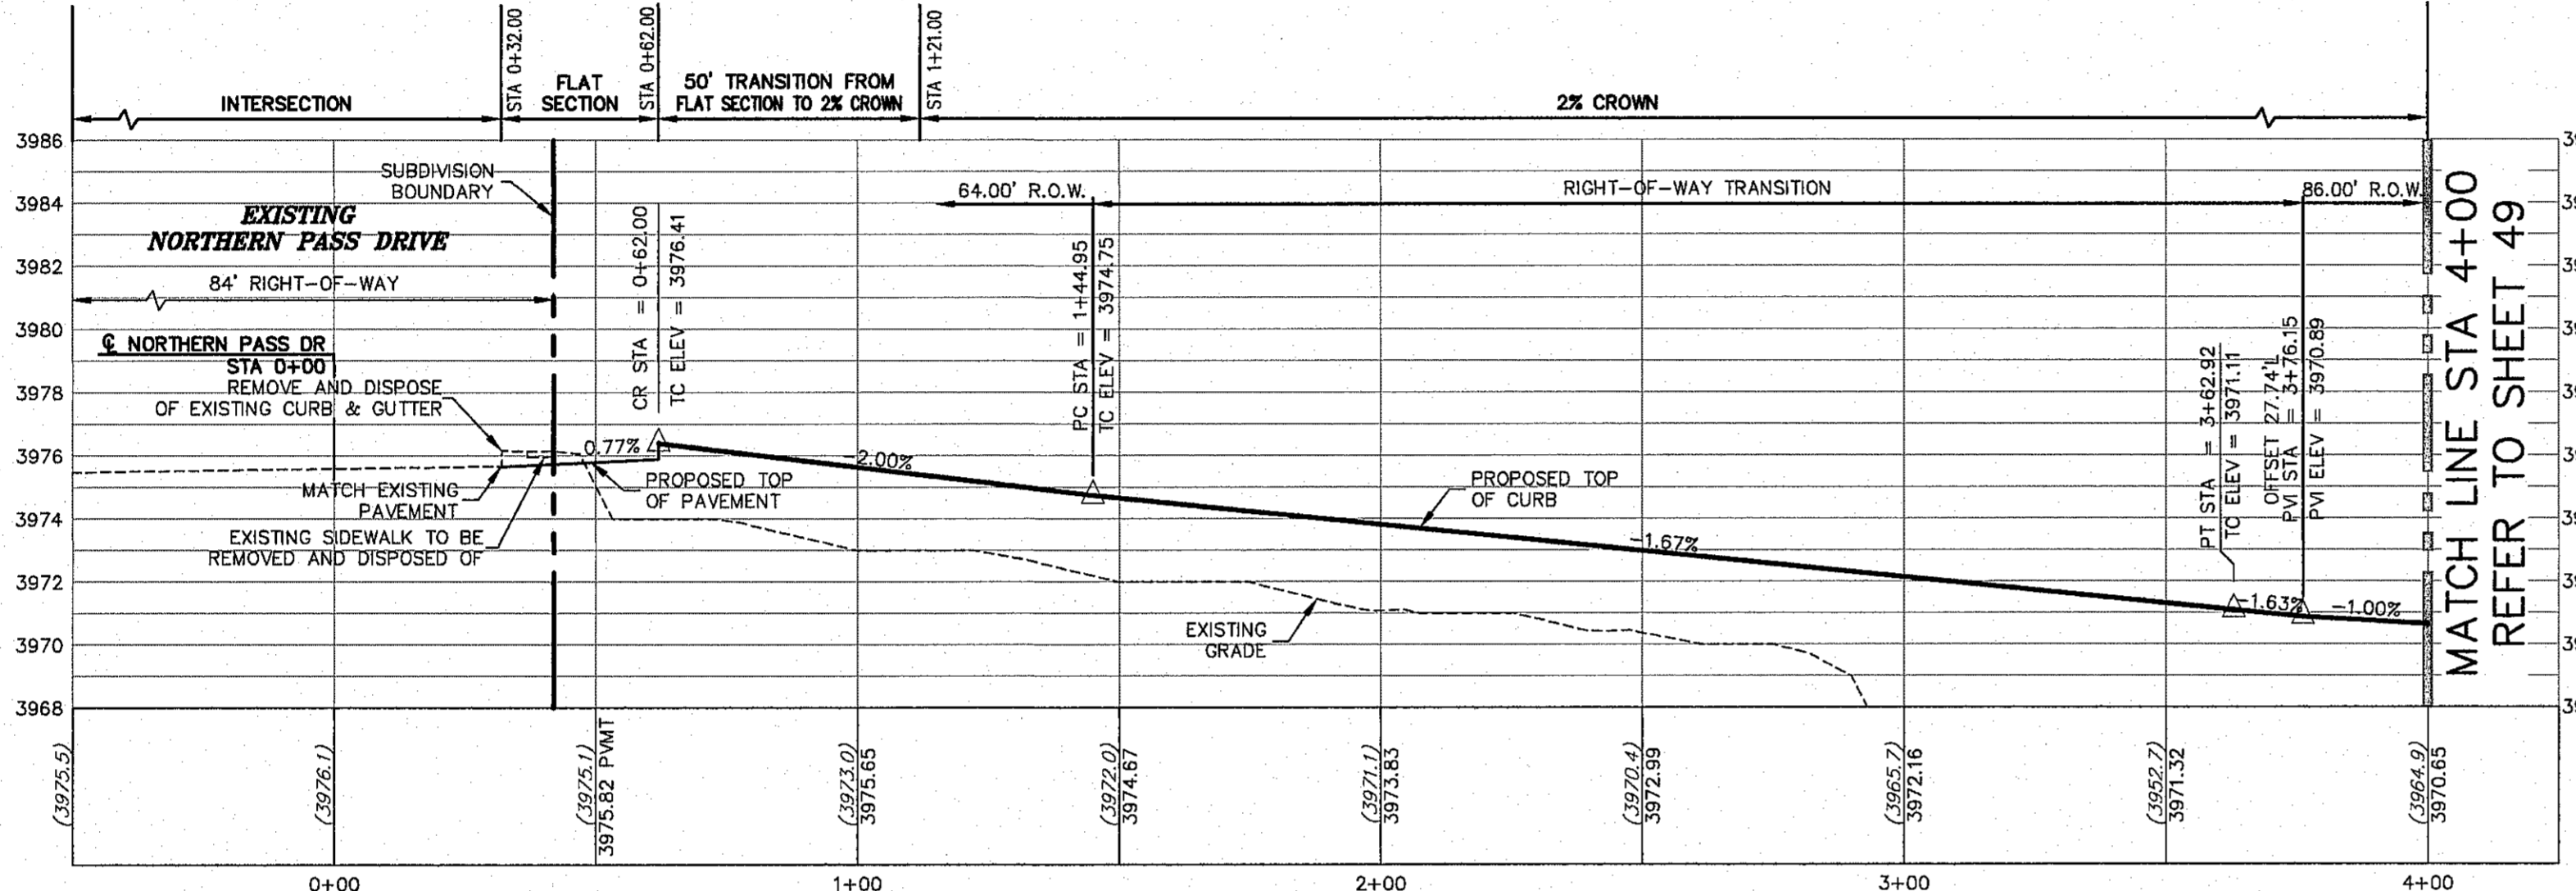 STA 0+32.00
STA 0+62.00
STA 1+21.00
INTERSECTION
FLAT
SECTION
50' TRANSITION FROM
FLAT SECTION TO 2% CROWN
2% CROWN
3986
3984
3982
3980
3978
3976
3974
3972
3970
3968
SUBDIVISION
BOUNDARY
EXISTING
NORTHERN PASS DRIVE
84' RIGHT-OF-WAY
℄ NORTHERN PASS DR
STA 0+00
REMOVE AND DISPOSE
OF EXISTING CURB & GUTTER
MATCH EXISTING
PAVEMENT
EXISTING SIDEWALK TO BE
REMOVED AND DISPOSED OF
0.77%
PROPOSED TOP
OF PAVEMENT
CR STA = 0+62.00
TC ELEV = 3976.41
-2.00%
64.00' R.O.W.
RIGHT-OF-WAY TRANSITION
86.00' R.O.W.
PC STA = 1+44.95
TC ELEV = 3974.75
PROPOSED TOP
OF CURB
-1.67%
EXISTING
GRADE
PT STA = 3+62.92
TC ELEV = 3971.11
OFFSET 27.74'L
PVI STA = 3+76.15
PVI ELEV = 3970.89
-1.63%
-1.00%
MATCH LINE STA 4+00
REFER TO SHEET 49
39
39
39
39
39
39
39
39
39
39
(3975.5)
(3976.1)
(3975.1)
3975.82 PVMT
(3973.0)
3975.65
(3972.0)
3974.67
(3971.1)
3973.83
(3970.4)
3972.99
(3965.7)
3972.16
(3952.7)
3971.32
(3964.9)
3970.65
0+00
1+00
2+00
3+00
4+00